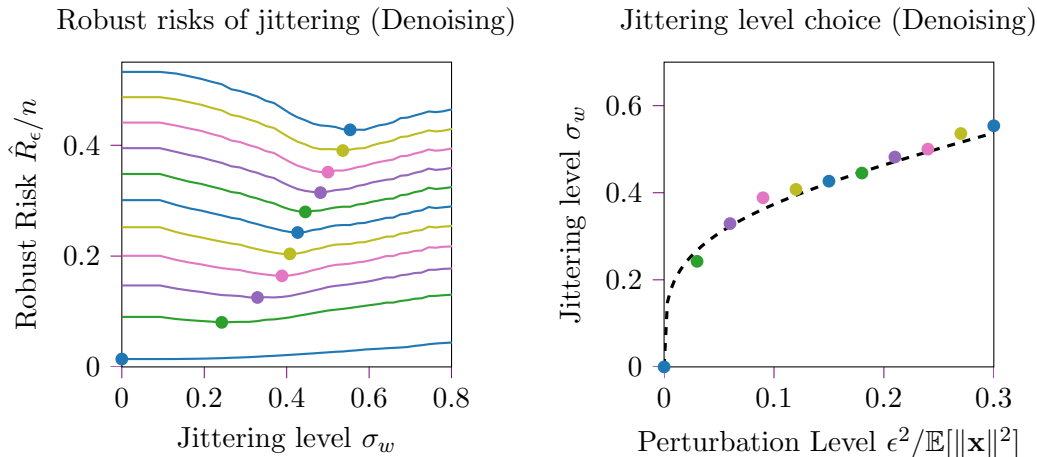 Robust risks of jittering (Denoising)
Robust Risk R̂_ϵ/n
0.4
0.2
0
0 0.2 0.4 0.6 0.8
Jittering level σ_w
Jittering level choice (Denoising)
Jittering level σ_w
0.6
0.4
0.2
0
0 0.1 0.2 0.3
Perturbation Level ϵ²/𝔼[‖𝐱‖²]